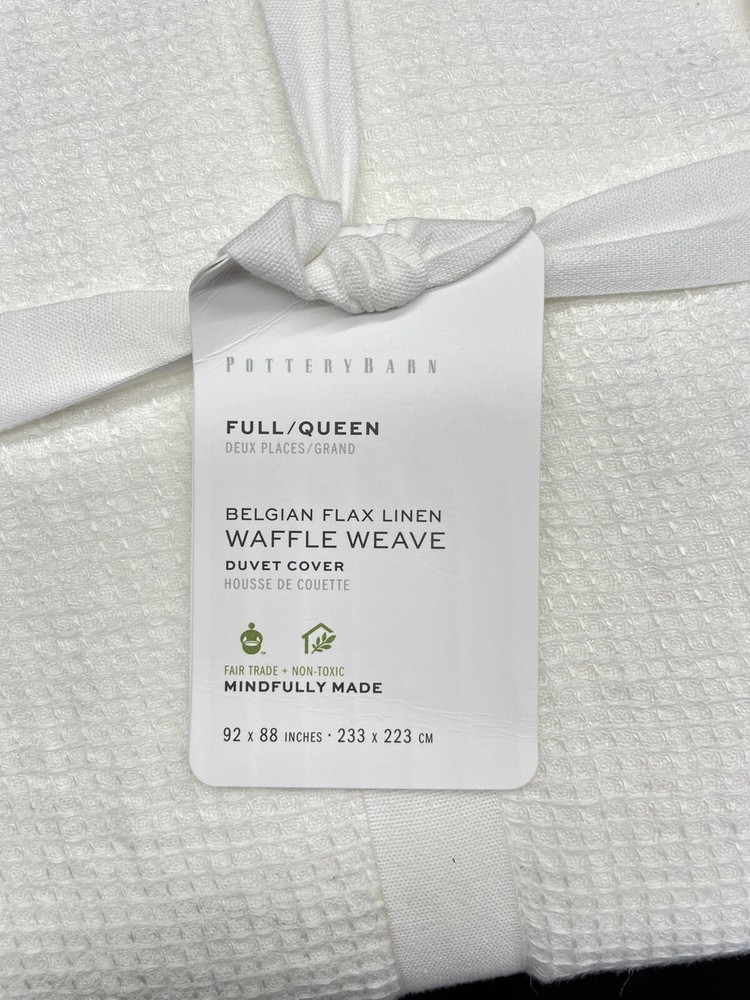 POTTERYBARN
FULL/QUEEN
DEUX PLACES/GRAND
BELGIAN FLAX LINEN
WAFFLE WEAVE
DUVET COVER
HOUSSE DE COUETTE
FAIR TRADE + NON-TOXIC
MINDFULLY MADE
92 x 88 INCHES · 233 x 223 CM